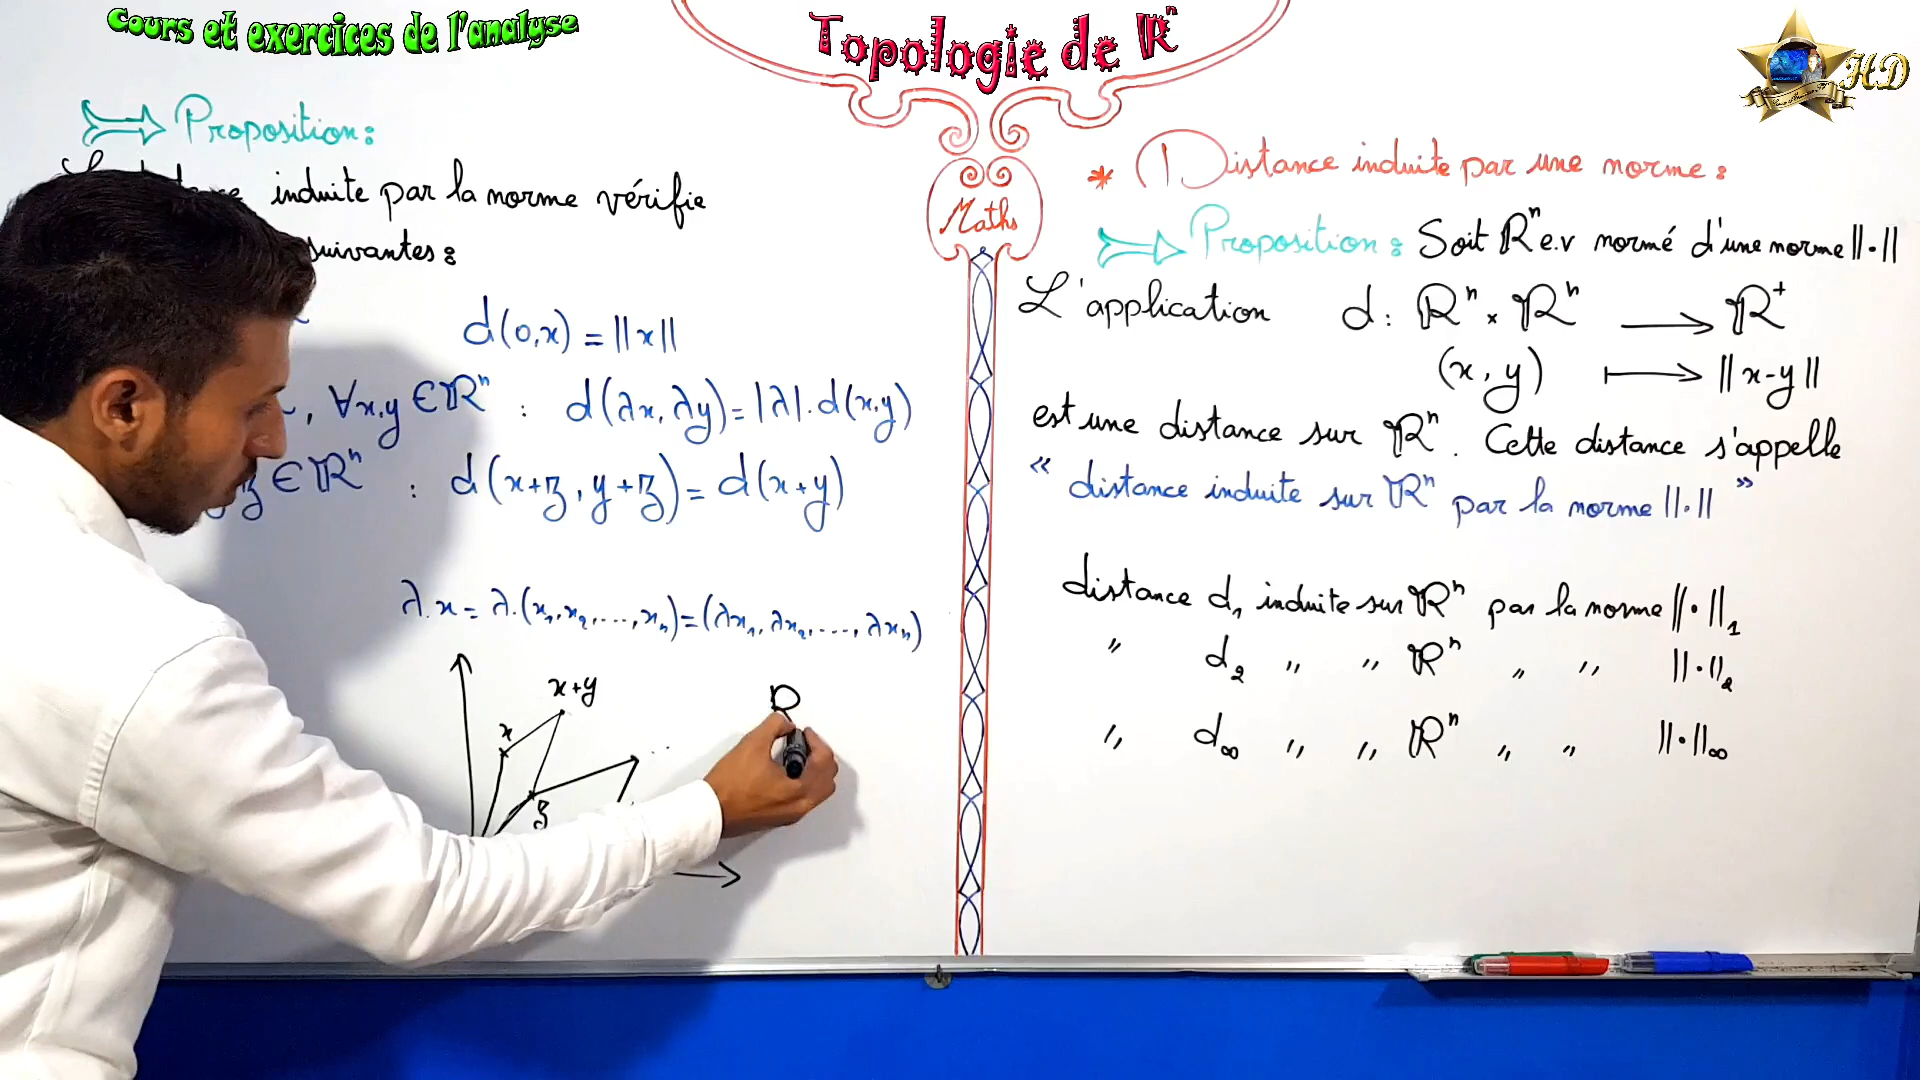 Cours et exercices de l'analyse
Topologie de ℝⁿ
HD
Proposition :
induite par la norme vérifie
suivantes :
d(0,x) = ||x||
, ∀x,y ∈ ℝⁿ : d(λx, λy) = |λ|.d(x,y)
z ∈ ℝⁿ : d(x+z, y+z) = d(x+y)
λ.x = λ.(x₁, x₂, ..., xₙ) = (λx₁, λx₂, ..., λxₙ)
x+y
x
z
Maths
* Distance induite par une norme :
Proposition : Soit ℝⁿ e.v normé d'une norme ||•||
L'application d : ℝⁿ × ℝⁿ ⟶ ℝ⁺
(x, y) ⟼ ||x-y||
est une distance sur ℝⁿ. Cette distance s'appelle
« distance induite sur ℝⁿ par la norme ||•|| »
distance d₁ induite sur ℝⁿ par la norme ||•||₁
" d₂ " " ℝⁿ " " ||•||₂
" d∞ " " ℝⁿ " " ||•||∞